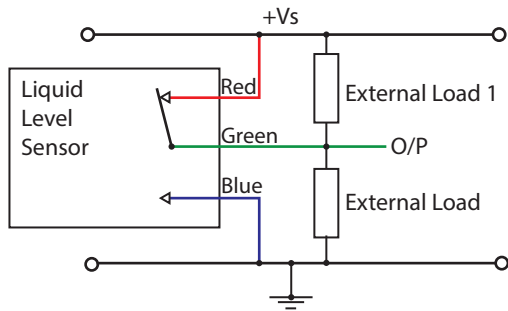 +Vs
Liquid
Level
Sensor
Red
External Load 1
Green
O/P
Blue
External Load